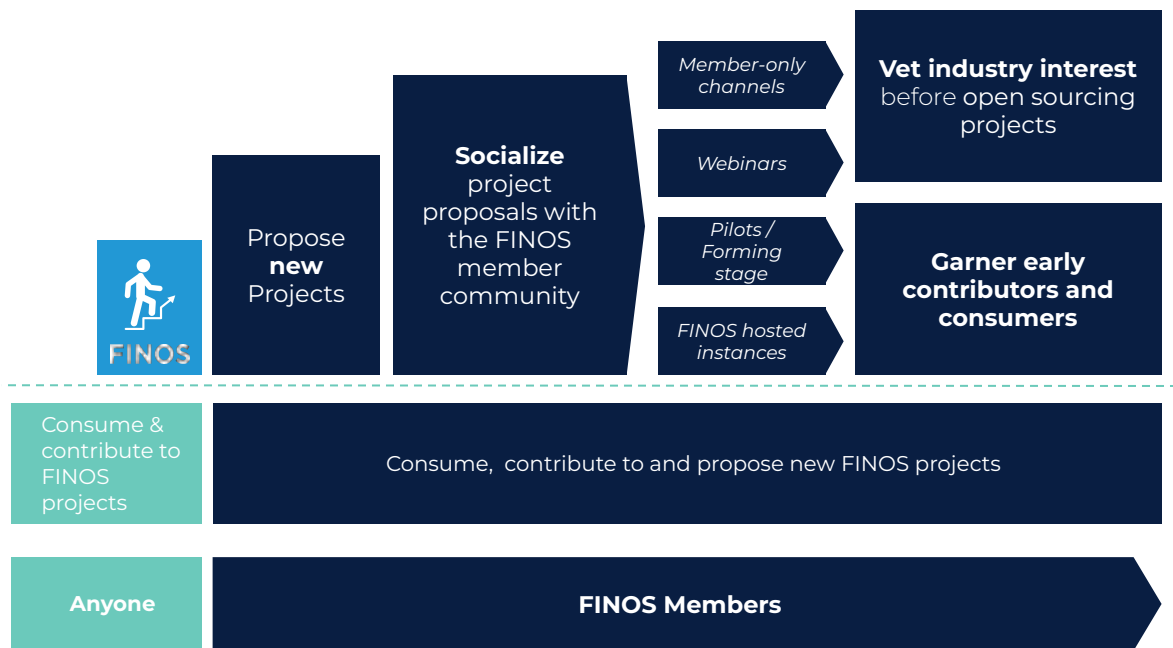 FINOS
Propose
new
Projects
Socialize
project
proposals with
the FINOS
member
community
Member-only
channels
Webinars
Pilots /
Forming
stage
FINOS hosted
instances
Vet industry interest
before open sourcing
projects
Garner early
contributors and
consumers
Consume &
contribute to
FINOS
projects
Consume,  contribute to and propose new FINOS projects
Anyone
FINOS Members